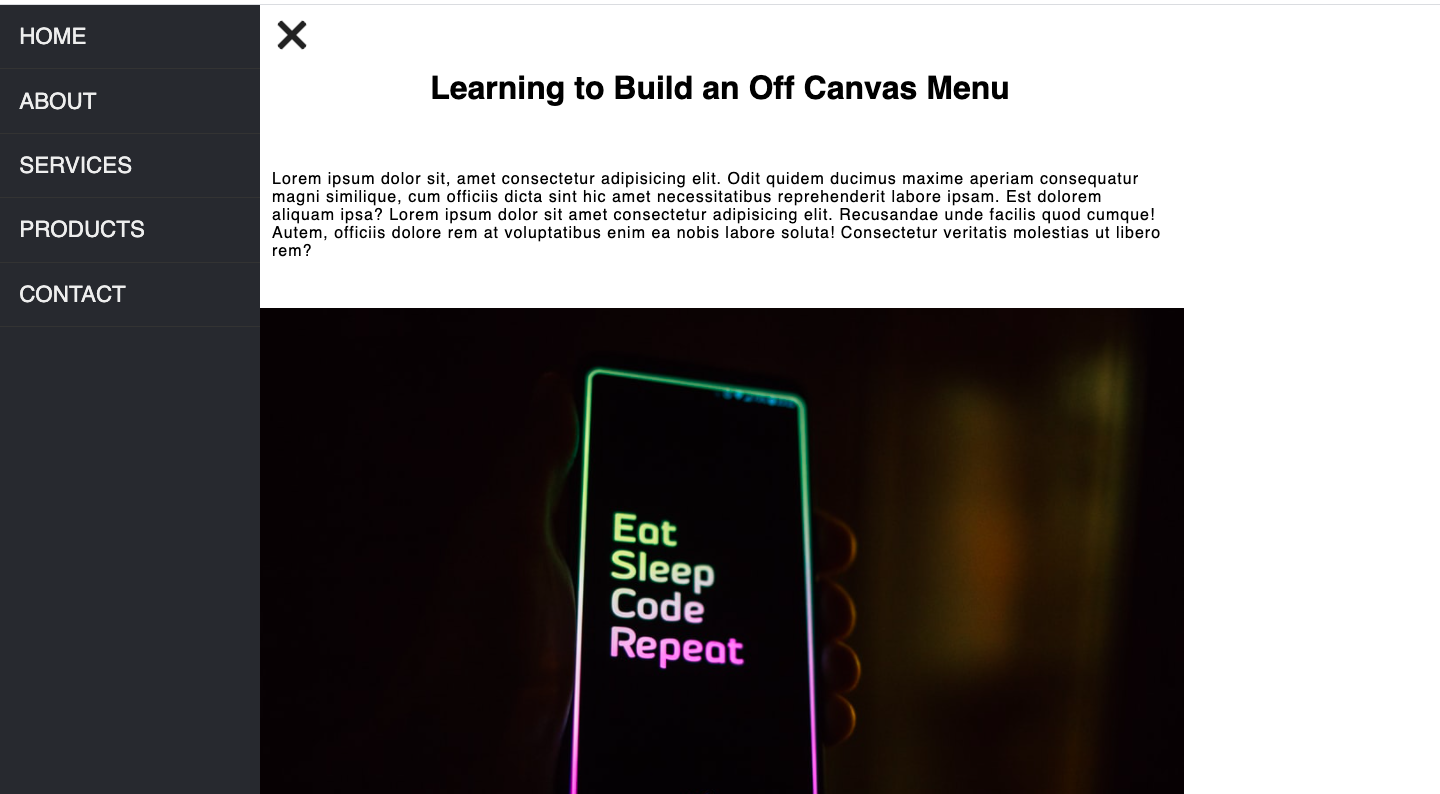 HOME
ABOUT
SERVICES
PRODUCTS
CONTACT
Learning to Build an Off Canvas Menu
Lorem ipsum dolor sit, amet consectetur adipisicing elit. Odit quidem ducimus maxime aperiam consequatur
magni similique, cum officiis dicta sint hic amet necessitatibus reprehenderit labore ipsam. Est dolorem
aliquam ipsa? Lorem ipsum dolor sit amet consectetur adipisicing elit. Recusandae unde facilis quod cumque!
Autem, officiis dolore rem at voluptatibus enim ea nobis labore soluta! Consectetur veritatis molestias ut libero
rem?
Eat
Sleep
Code
Repeat